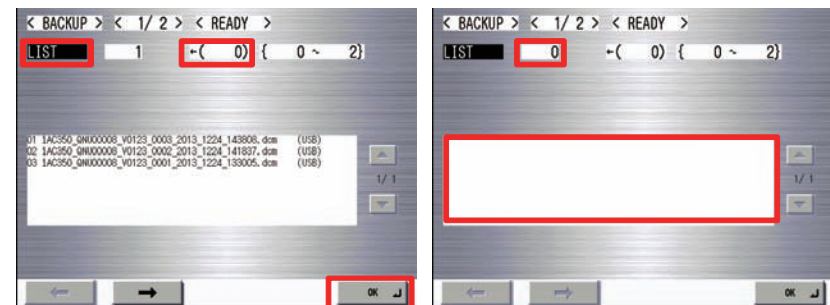 < BACKUP > < 1/ 2 > < READY >
LIST 1 ←( 0) { 0 ~ 2}
01 1AC350_QNU00008_V0123_0003_2013_1224_143808.dcm (USB)
02 1AC350_QNU00008_V0123_0002_2013_1224_141837.dcm (USB)
03 1AC350_QNU00008_V0123_0001_2013_1224_133005.dcm (USB)
1/ 1
← → OK ↵
< BACKUP > < 1/ 2 > < READY >
LIST 0 ←( 0) { 0 ~ 2}
1/ 1
← → OK ↵